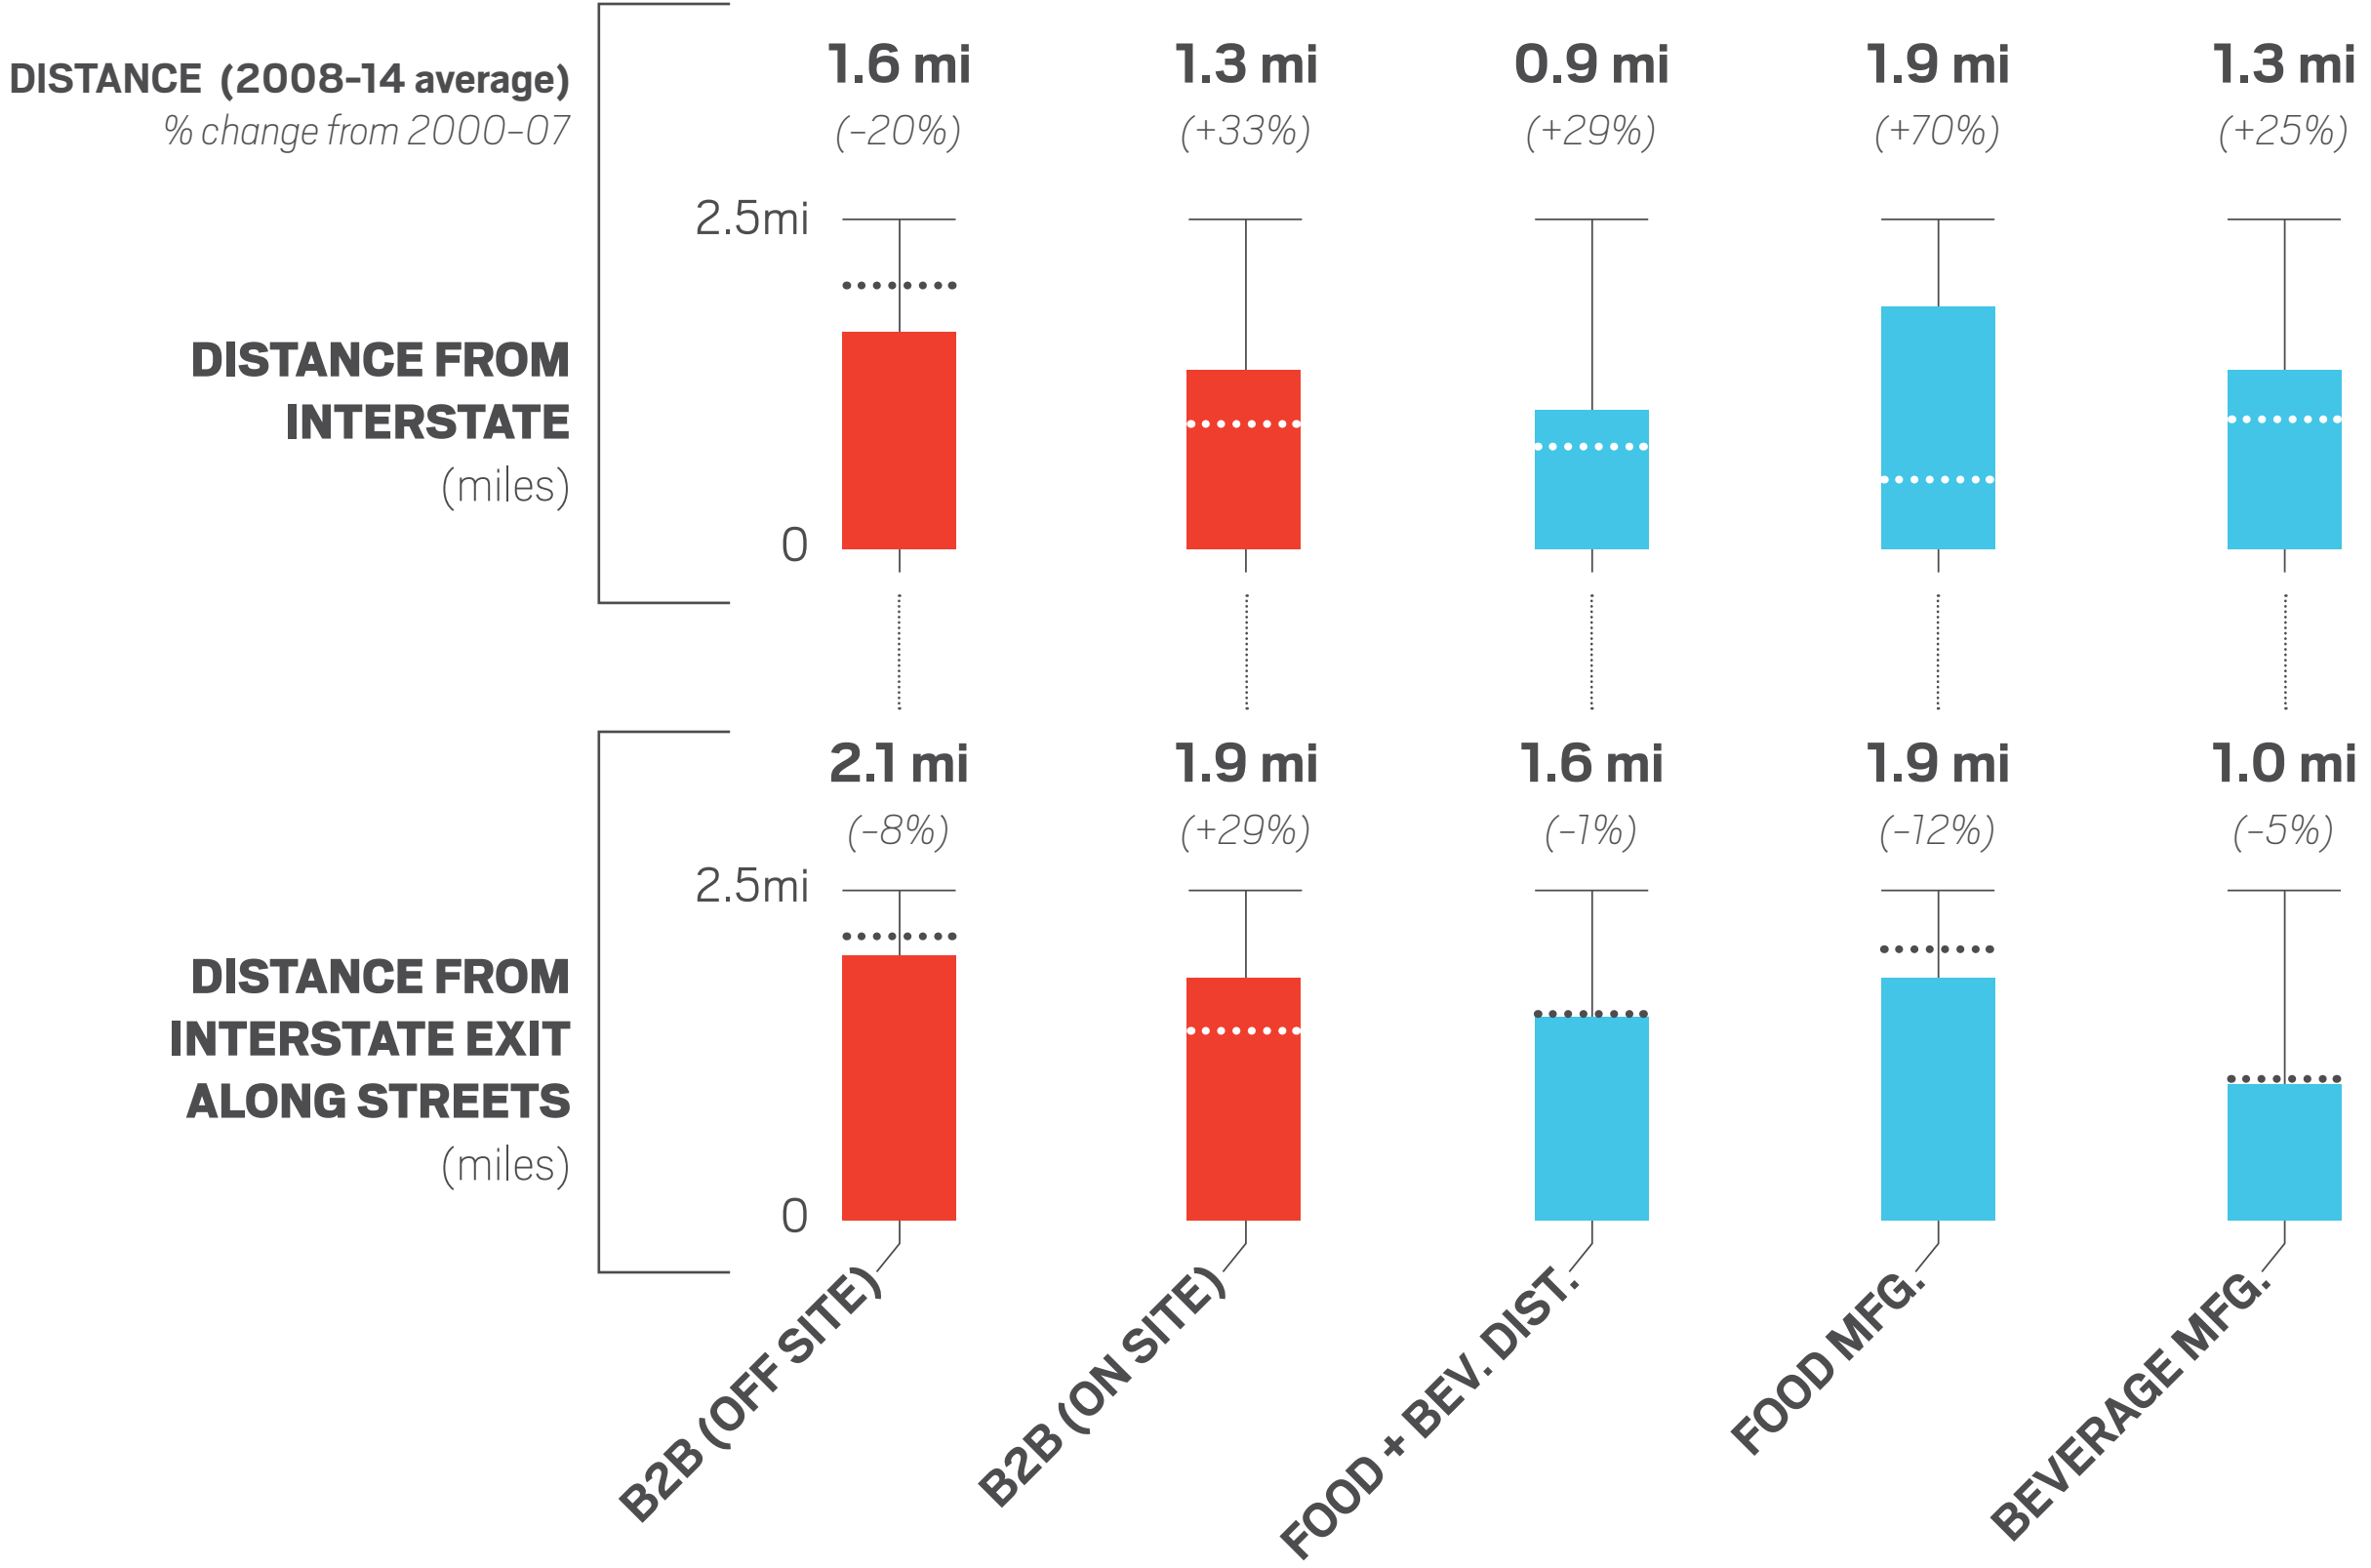 DISTANCE (2008-14 average)
% change from 2000-07
1.6 mi
(-20%)
1.3 mi
(+33%)
0.9 mi
(+29%)
1.9 mi
(+70%)
1.3 mi
(+25%)
2.5mi
DISTANCE FROM
INTERSTATE
(miles)
0
2.1 mi
(-8%)
1.9 mi
(+29%)
1.6 mi
(-1%)
1.9 mi
(-12%)
1.0 mi
(-5%)
2.5mi
DISTANCE FROM
INTERSTATE EXIT
ALONG STREETS
(miles)
0
B2B (OFF SITE)
B2B (ON SITE)
FOOD + BEV. DIST.
FOOD MFG.
BEVERAGE MFG.